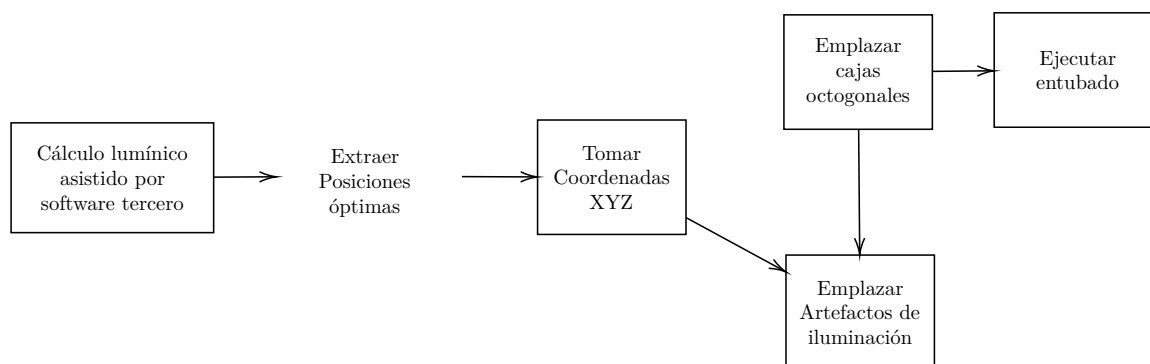 Cálculo lumínico
asistido por
software tercero
Extraer
Posiciones
óptimas
Tomar
Coordenadas
XYZ
Emplazar
cajas
octogonales
Ejecutar
entubado
Emplazar
Artefactos de
iluminación